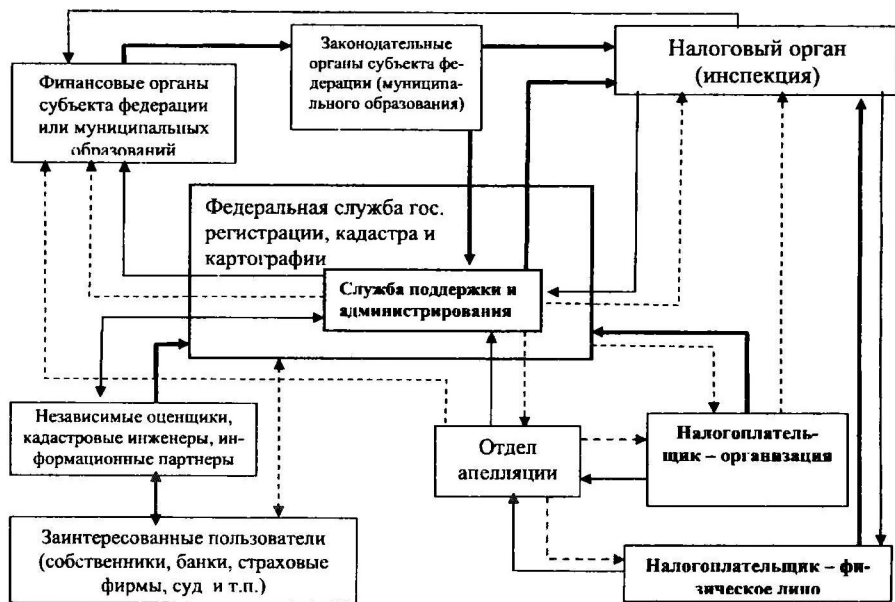 Финансовые органы
субъекта федерации
или муниципальных
образований
Законодательные
органы субъекта фе-
дерации (муниципа-
льного образования)
Налоговый орган
(инспекция)
Федеральная служба гос.
регистрации, кадастра и
картографии
Служба поддержки и
администрирования
Независимые оценщики,
кадастровые инженеры, ин-
формационные партнеры
Отдел
апелляции
Налогоплатель-
щик – организация
Заинтересованные пользователи
(собственники, банки, страховые
фирмы, суд и т.п.)
Налогоплательщик – фи-
зическое лицо